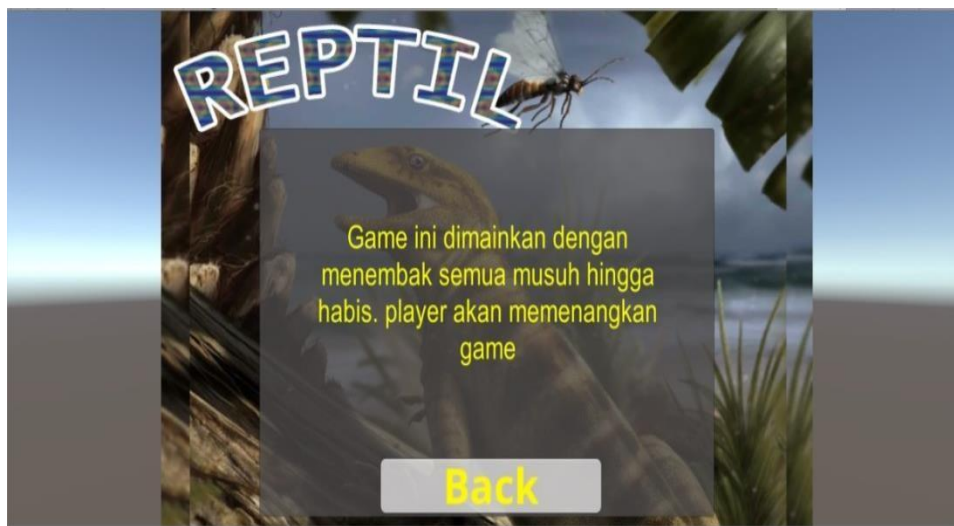 REPTIL
Game ini dimainkan dengan
menembak semua musuh hingga
habis. player akan memenangkan
game
Back